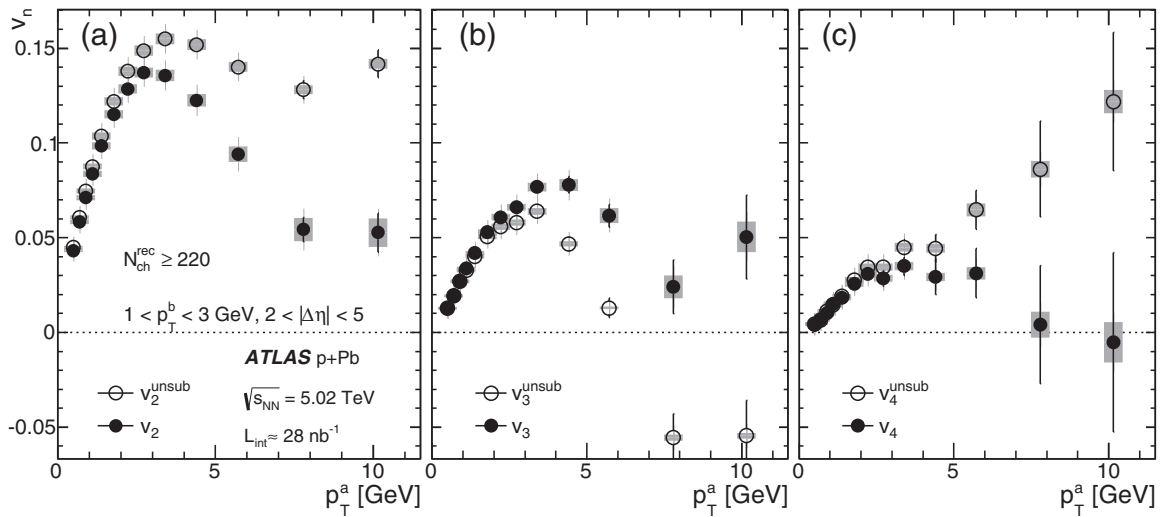 v_n
(a)
0.15
0.1
0.05
0
-0.05
N_ch^rec ≥ 220
1 < p_T^b < 3 GeV, 2 < |Δη| < 5
ATLAS p+Pb
√s_NN = 5.02 TeV
L_int ≈ 28 nb^-1
v_2^unsub
v_2
0 5 10
p_T^a [GeV]
(b)
v_3^unsub
v_3
0 5 10
p_T^a [GeV]
(c)
v_4^unsub
v_4
0 5 10
p_T^a [GeV]